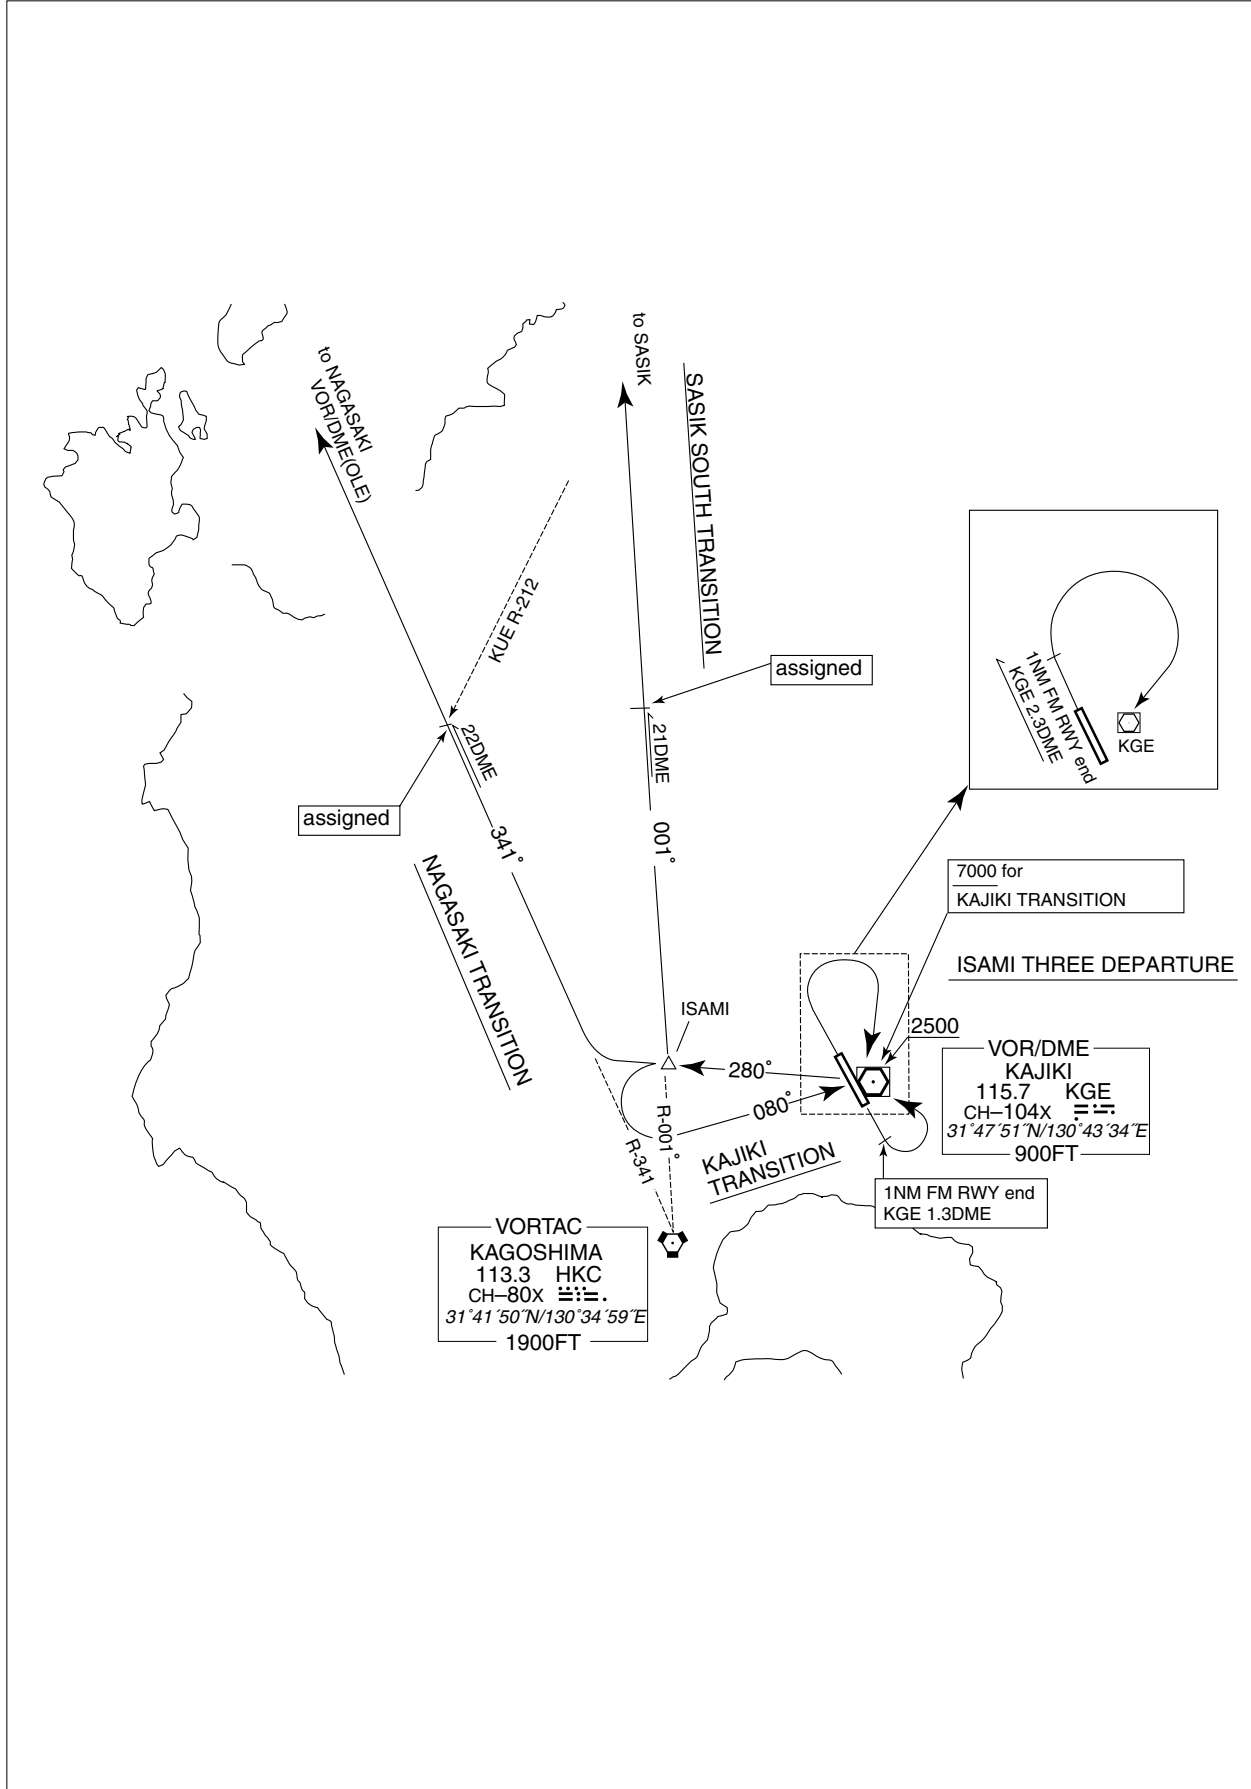 to NAGASAKI
VOR/DME(OLE)
to SASIK
SASIK SOUTH TRANSITION
KUE R-212
assigned
22DME
21DME
assigned
1NM FM RWY end
KGE 2.3DME
KGE
341°
001°
NAGASAKI TRANSITION
7000 for
KAJIKI TRANSITION
ISAMI THREE DEPARTURE
ISAMI
2500
280°
080°
R-001°
R-341
KAJIKI
TRANSITION
VOR/DME
KAJIKI
115.7 KGE
CH–104X
31°47´51˝N/130°43´34˝E
900FT
1NM FM RWY end
KGE 1.3DME
VORTAC
KAGOSHIMA
113.3 HKC
CH–80X
31°41´50˝N/130°34´59˝E
1900FT